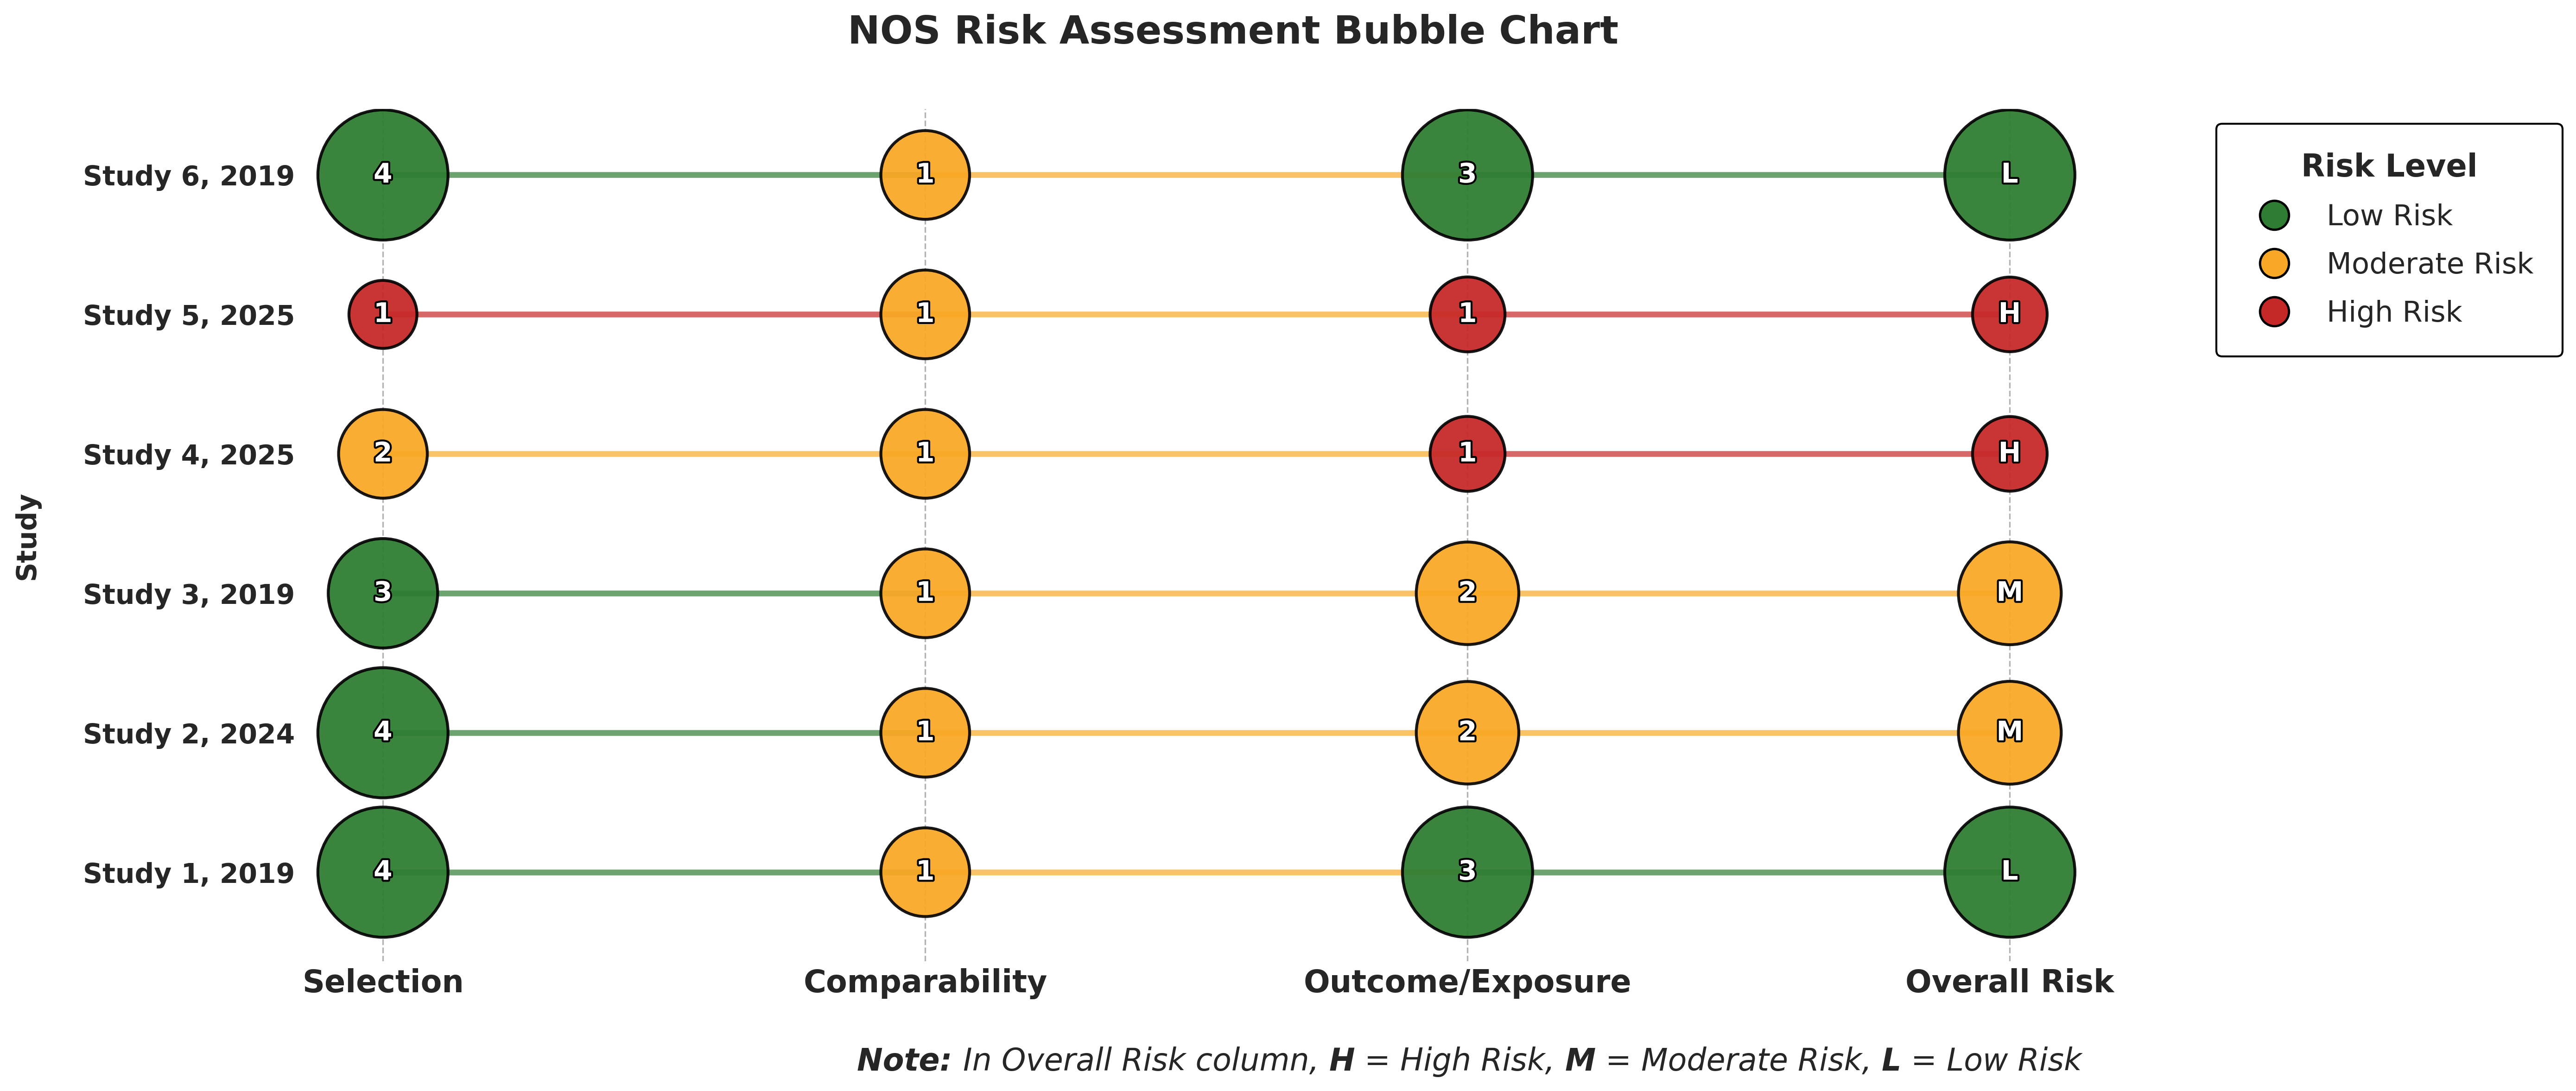 NOS Risk Assessment Bubble Chart
Study
Study 6, 2019 4 1 3 L
Study 5, 2025 1 1 1 H
Study 4, 2025 2 1 1 H
Study 3, 2019 3 1 2 M
Study 2, 2024 4 1 2 M
Study 1, 2019 4 1 3 L
Selection Comparability Outcome/Exposure Overall Risk
Risk Level
Low Risk
Moderate Risk
High Risk
Note: In Overall Risk column, H = High Risk, M = Moderate Risk, L = Low Risk